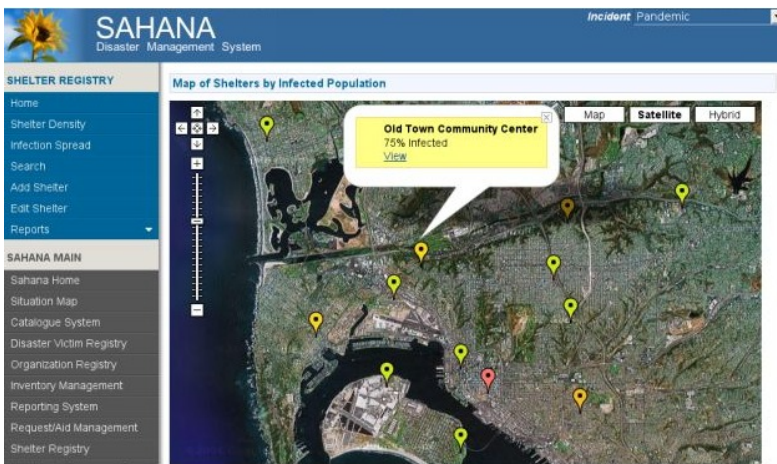 SAHANA
Disaster Management System
Incident Pandemic
SHELTER REGISTRY
Home
Shelter Density
Infection Spread
Search
Add Shelter
Edit Shelter
Reports
SAHANA MAIN
Sahana Home
Situation Map
Catalogue System
Disaster Victim Registry
Organization Registry
Inventory Management
Reporting System
Request/Aid Management
Shelter Registry
Map of Shelters by Infected Population
Old Town Community Center
75% Infected
View
Map Satellite Hybrid